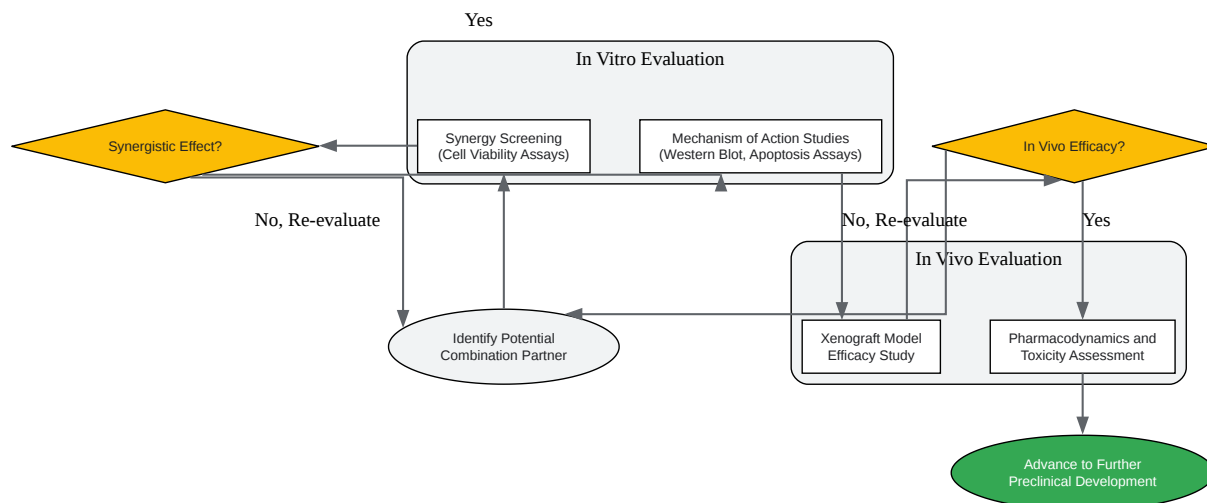 Yes
In Vitro Evaluation
Synergistic Effect?
Synergy Screening
(Cell Viability Assays)
Mechanism of Action Studies
(Western Blot, Apoptosis Assays)
In Vivo Efficacy?
No, Re-evaluate
No, Re-evaluate
Yes
In Vivo Evaluation
Identify Potential
Combination Partner
Xenograft Model
Efficacy Study
Pharmacodynamics and
Toxicity Assessment
Advance to Further
Preclinical Development